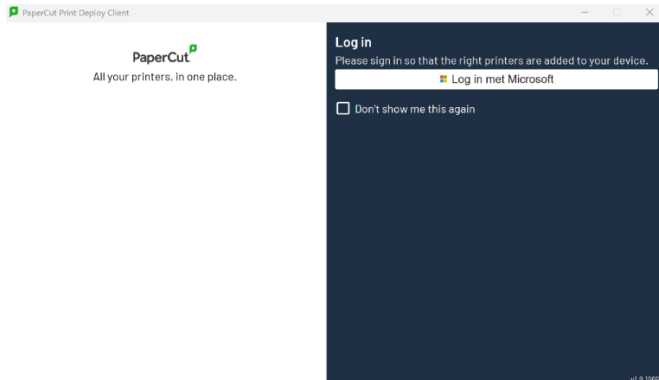 PaperCut Print Deploy Client
PaperCut
All your printers, in one place.
Log in
Please sign in so that the right printers are added to your device.
Log in met Microsoft
Don't show me this again